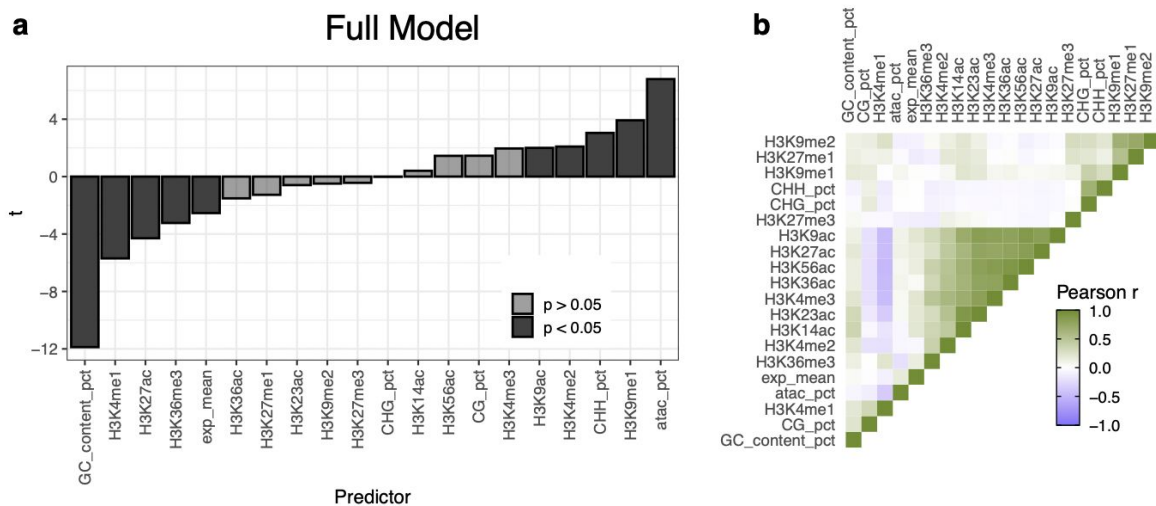 a
Full Model
t
4
0
−4
−8
−12
p > 0.05
p < 0.05
GC_content_pct
H3K4me1
H3K27ac
H3K36me3
exp_mean
H3K36ac
H3K27me1
H3K23ac
H3K9me2
H3K27me3
CHG_pct
H3K14ac
H3K56ac
CG_pct
H3K4me3
H3K9ac
H3K4me2
CHH_pct
H3K9me1
atac_pct
Predictor
b
GC_content_pct
CG_pct
H3K4me1
atac_pct
exp_mean
H3K36me3
H3K4me2
H3K14ac
H3K23ac
H3K4me3
H3K36ac
H3K56ac
H3K27ac
H3K9ac
H3K27me3
CHG_pct
CHH_pct
H3K9me1
H3K27me1
H3K9me2
H3K9me2
H3K27me1
H3K9me1
CHH_pct
CHG_pct
H3K27me3
H3K9ac
H3K27ac
H3K56ac
H3K36ac
H3K4me3
H3K23ac
H3K14ac
H3K4me2
H3K36me3
exp_mean
atac_pct
H3K4me1
CG_pct
GC_content_pct
Pearson r
1.0
0.5
0.0
−0.5
−1.0